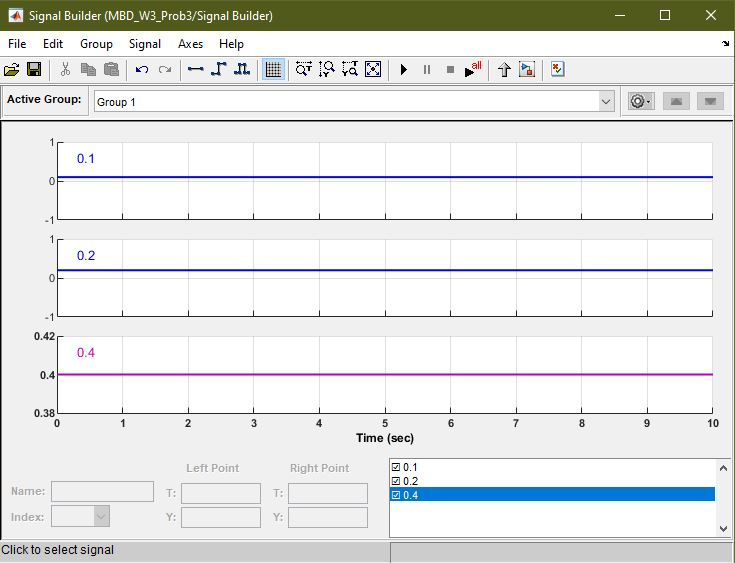 Signal Builder (MBD_W3_Prob3/Signal Builder)
File Edit Group Signal Axes Help
all
Active Group: Group 1
1
0.1
0
-1
1
0.2
0
-1
0.42
0.4
0.4
0.38
0 1 2 3 4 5 6 7 8 9 10
Time (sec)
Left Point Right Point
Name: T: T:
Index: Y: Y:
0.1
0.2
0.4
Click to select signal